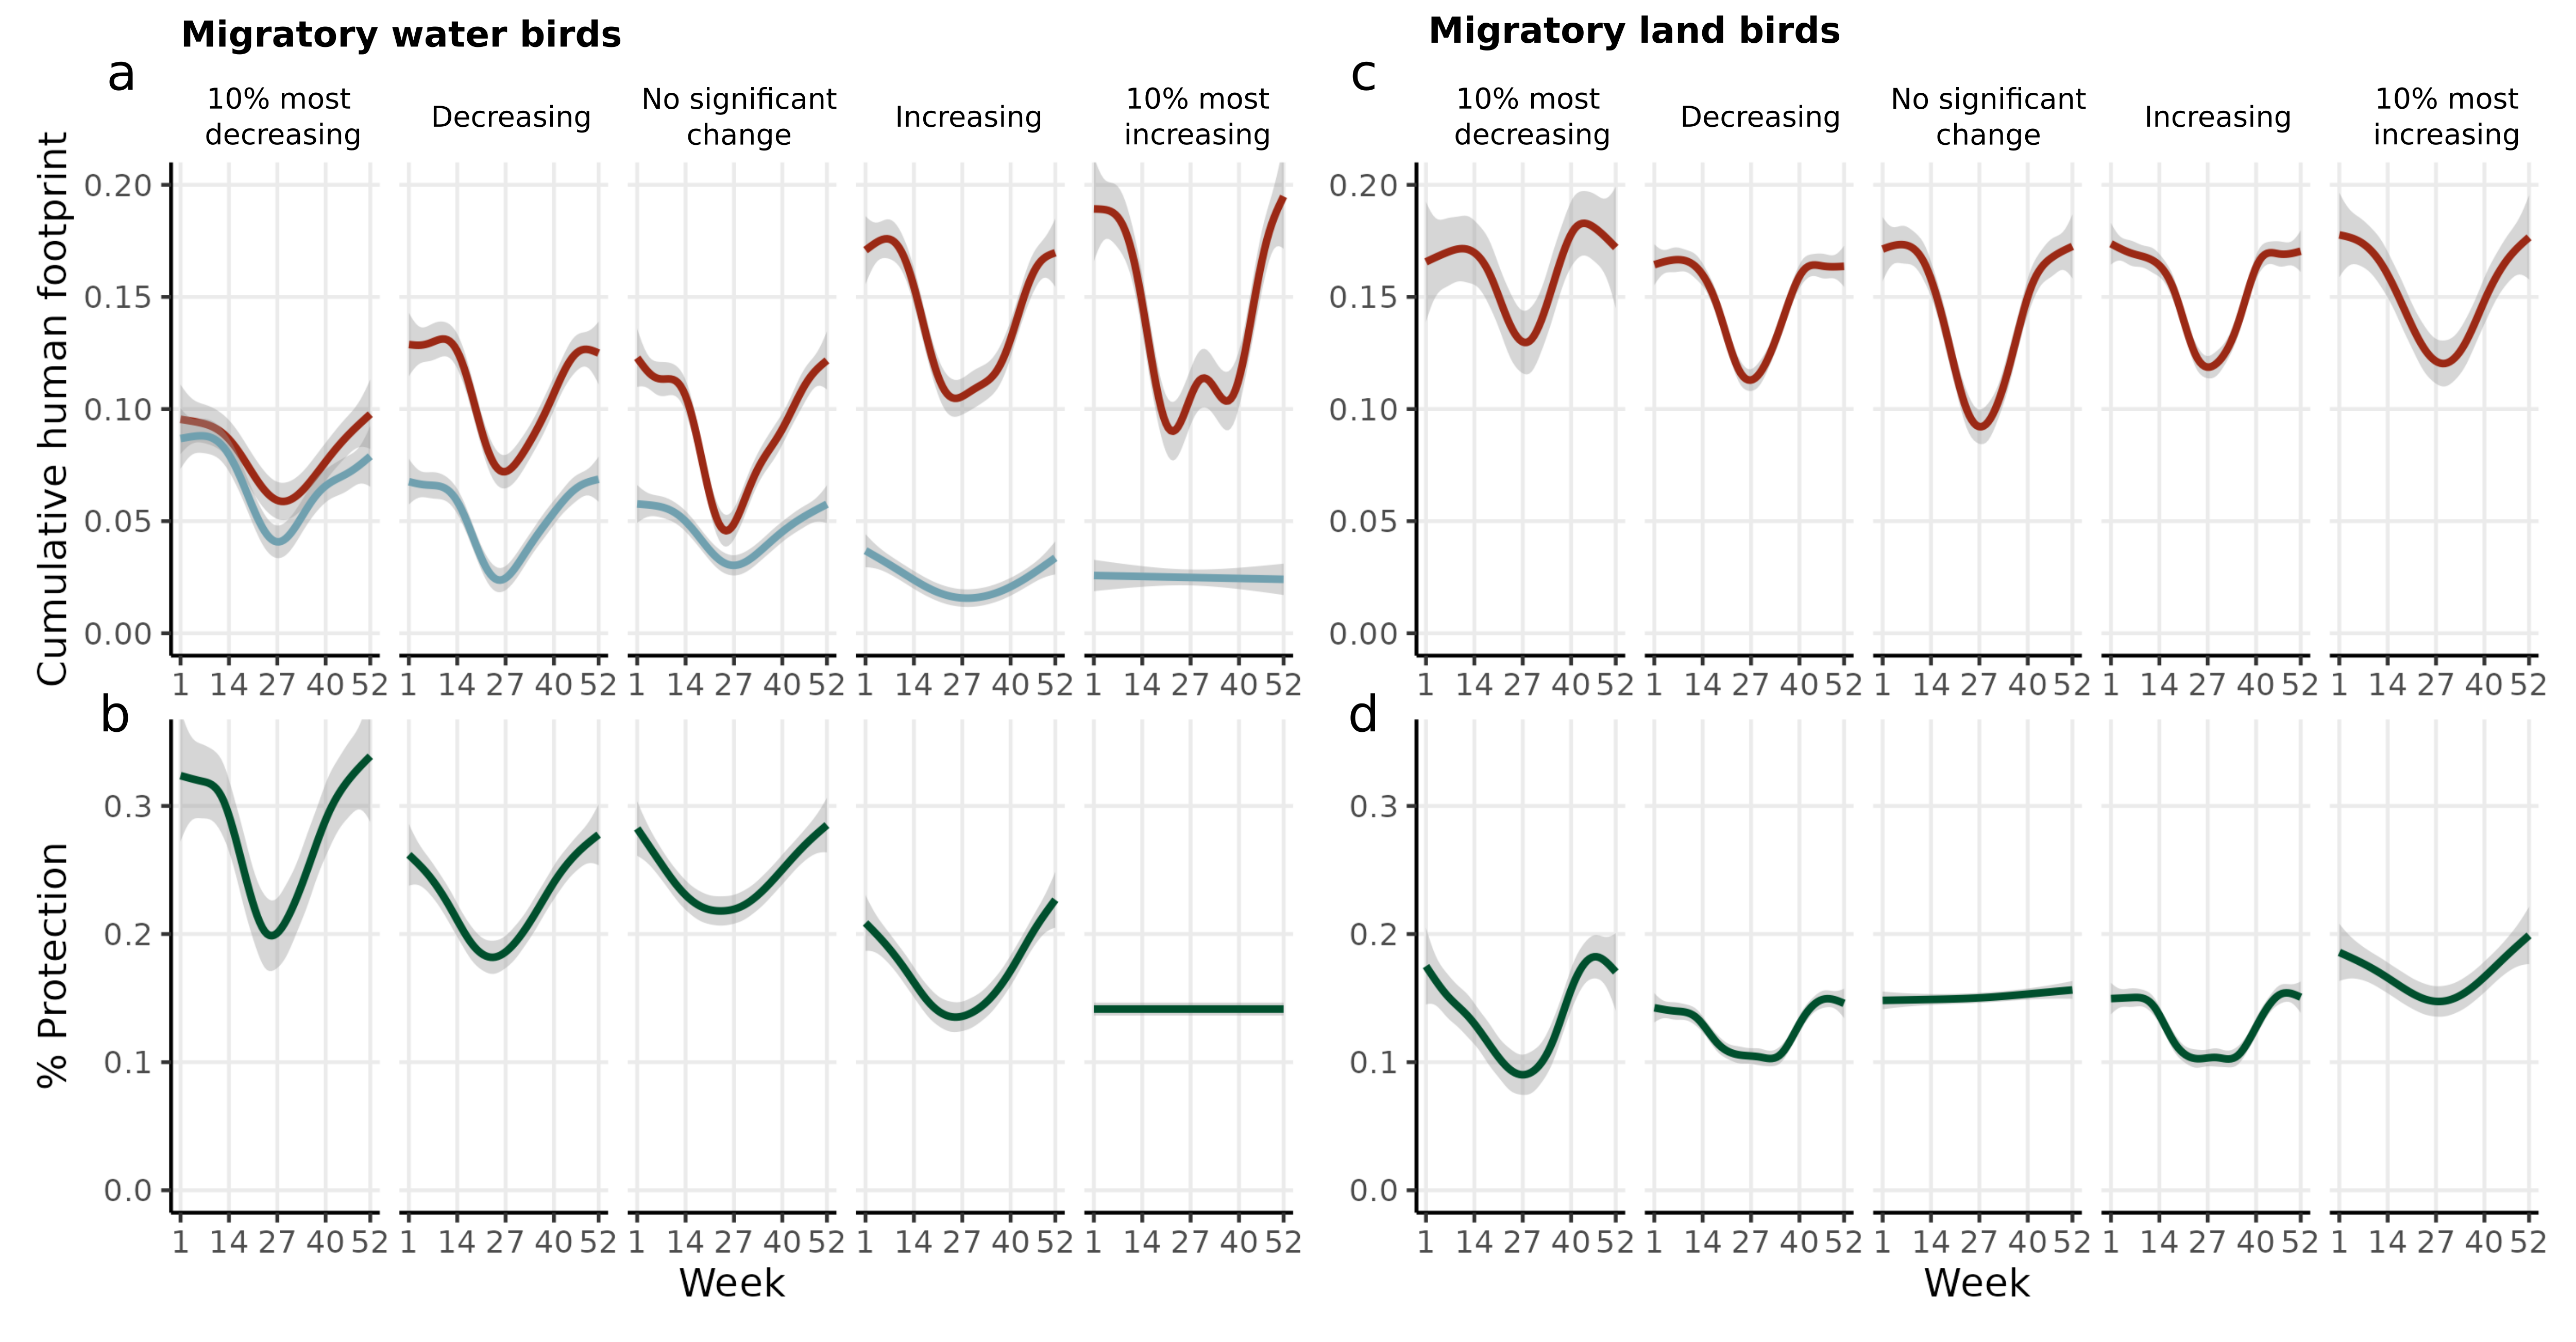 Migratory water birds
Migratory land birds
a
10% most
decreasing
Decreasing
No significant
change
Increasing
10% most
increasing
Cumulative human footprint
0.20
0.15
0.10
0.05
0.00
1 14 27 40 52 1 14 27 40 52 1 14 27 40 52 1 14 27 40 52 1 14 27 40 52
c
10% most
decreasing
Decreasing
No significant
change
Increasing
10% most
increasing
0.20
0.15
0.10
0.05
0.00
1 14 27 40 52 1 14 27 40 52 1 14 27 40 52 1 14 27 40 52 1 14 27 40 52
b
% Protection
0.3
0.2
0.1
0.0
1 14 27 40 52 1 14 27 40 52 1 14 27 40 52 1 14 27 40 52 1 14 27 40 52
Week
d
0.3
0.2
0.1
0.0
1 14 27 40 52 1 14 27 40 52 1 14 27 40 52 1 14 27 40 52 1 14 27 40 52
Week